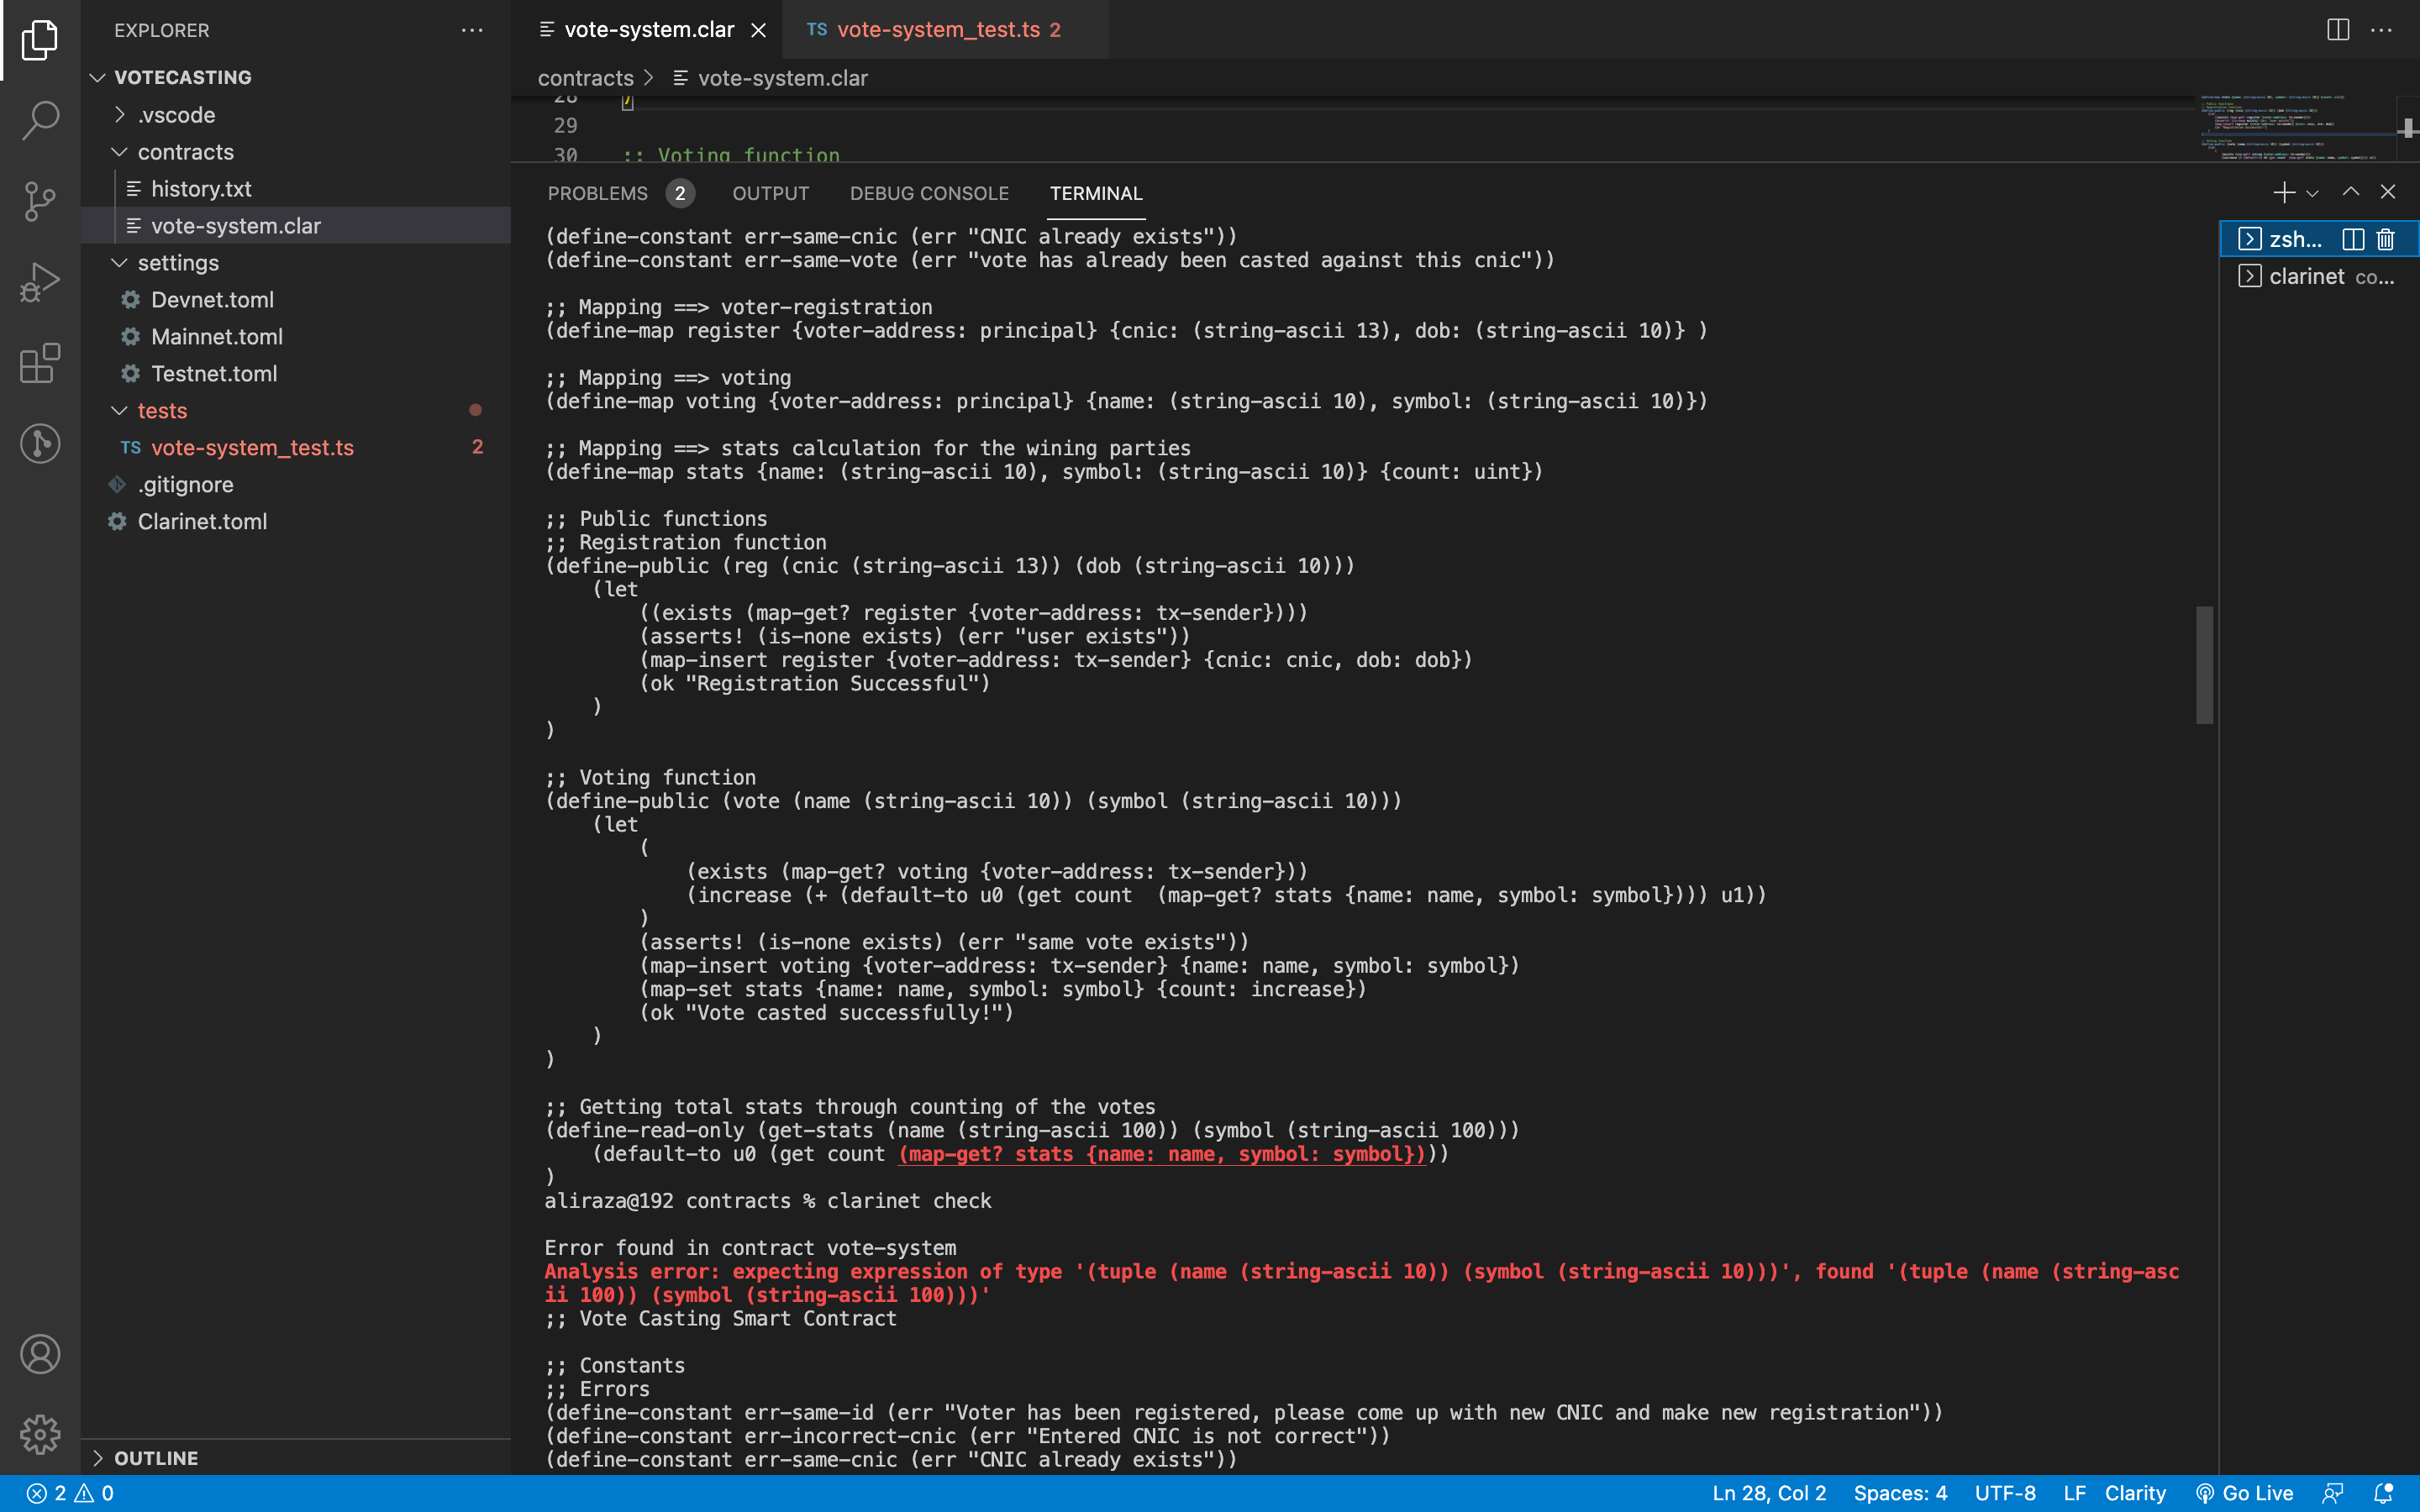 EXPLORER
VOTECASTING
.vscode
contracts
history.txt
vote-system.clar
settings
Devnet.toml
Mainnet.toml
Testnet.toml
tests
TS vote-system_test.ts 2
.gitignore
Clarinet.toml
OUTLINE
vote-system.clar
TS vote-system_test.ts 2
contracts > vote-system.clar
28 )
29
30 ;; Voting function
PROBLEMS 2 OUTPUT DEBUG CONSOLE TERMINAL
zsh...
clarinet co...
(define-constant err-same-cnic (err "CNIC already exists"))
(define-constant err-same-vote (err "vote has already been casted against this cnic"))
;; Mapping ==> voter-registration
(define-map register {voter-address: principal} {cnic: (string-ascii 13), dob: (string-ascii 10)} )
;; Mapping ==> voting
(define-map voting {voter-address: principal} {name: (string-ascii 10), symbol: (string-ascii 10)})
;; Mapping ==> stats calculation for the wining parties
(define-map stats {name: (string-ascii 10), symbol: (string-ascii 10)} {count: uint})
;; Public functions
;; Registration function
(define-public (reg (cnic (string-ascii 13)) (dob (string-ascii 10)))
(let
((exists (map-get? register {voter-address: tx-sender})))
(asserts! (is-none exists) (err "user exists"))
(map-insert register {voter-address: tx-sender} {cnic: cnic, dob: dob})
(ok "Registration Successful")
)
)
;; Voting function
(define-public (vote (name (string-ascii 10)) (symbol (string-ascii 10)))
(let
(
(exists (map-get? voting {voter-address: tx-sender}))
(increase (+ (default-to u0 (get count  (map-get? stats {name: name, symbol: symbol}))) u1))
)
(asserts! (is-none exists) (err "same vote exists"))
(map-insert voting {voter-address: tx-sender} {name: name, symbol: symbol})
(map-set stats {name: name, symbol: symbol} {count: increase})
(ok "Vote casted successfully!")
)
)
;; Getting total stats through counting of the votes
(define-read-only (get-stats (name (string-ascii 100)) (symbol (string-ascii 100)))
(default-to u0 (get count (map-get? stats {name: name, symbol: symbol})))
)
aliraza@192 contracts % clarinet check
Error found in contract vote-system
Analysis error: expecting expression of type '(tuple (name (string-ascii 10)) (symbol (string-ascii 10)))', found '(tuple (name (string-asc
ii 100)) (symbol (string-ascii 100)))'
;; Vote Casting Smart Contract
;; Constants
;; Errors
(define-constant err-same-id (err "Voter has been registered, please come up with new CNIC and make new registration"))
(define-constant err-incorrect-cnic (err "Entered CNIC is not correct"))
(define-constant err-same-cnic (err "CNIC already exists"))
2 0
Ln 28, Col 2 Spaces: 4 UTF-8 LF Clarity Go Live